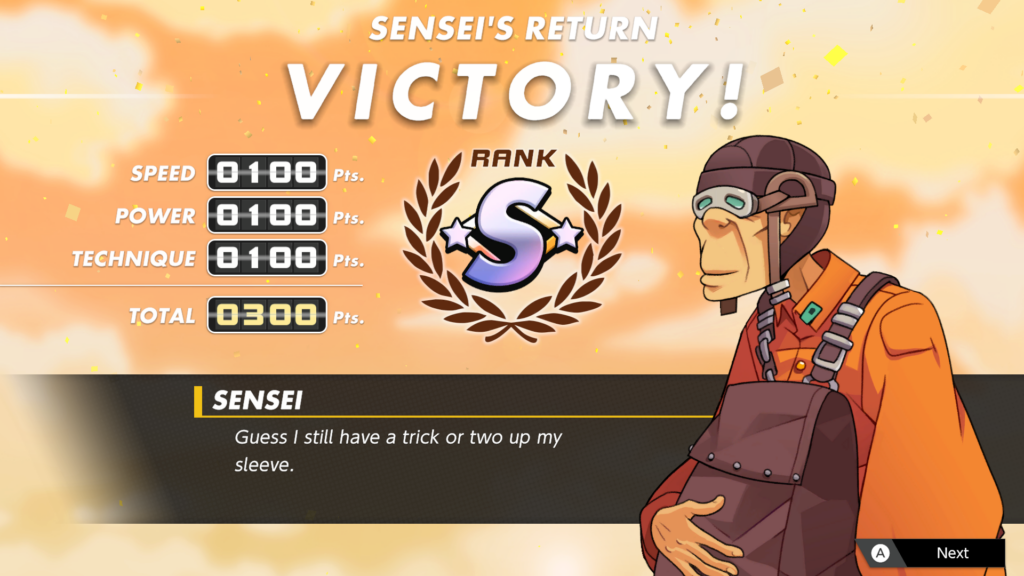 SENSEI'S RETURN
VICTORY!
RANK
S
SPEED 0100 Pts.
POWER 0100 Pts.
TECHNIQUE 0100 Pts.
TOTAL 0300 Pts.
SENSEI
Guess I still have a trick or two up my
sleeve.
A Next